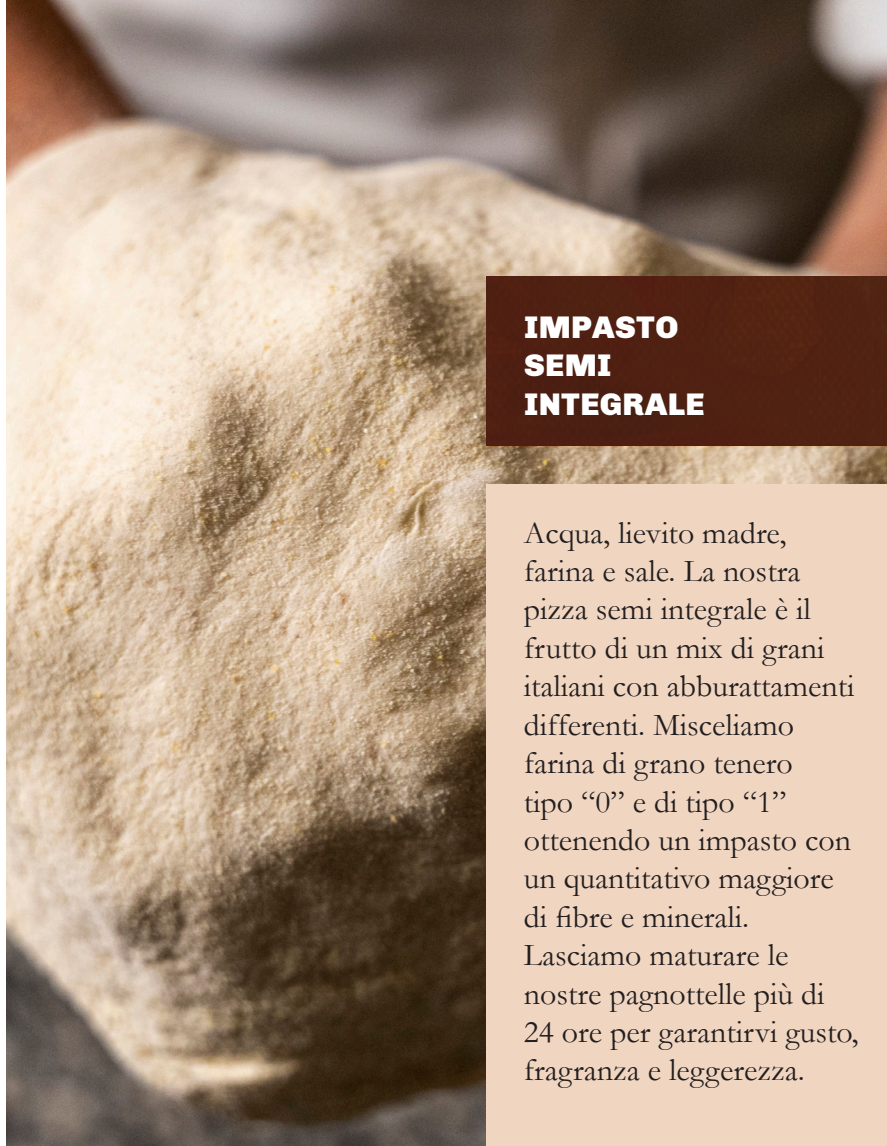 IMPASTO
SEMI
INTEGRALE
Acqua, lievito madre,
farina e sale. La nostra
pizza semi integrale è il
frutto di un mix di grani
italiani con abburattamenti
differenti. Misceliamo
farina di grano tenero
tipo “0” e di tipo “1”
ottenendo un impasto con
un quantitativo maggiore
di fibre e minerali.
Lasciamo maturare le
nostre pagnottelle più di
24 ore per garantirvi gusto,
fragranza e leggerezza.